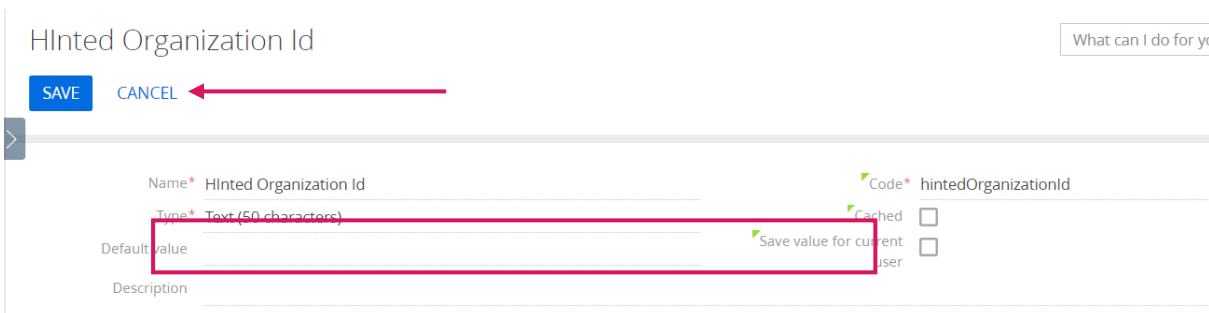 HInted Organization Id
What can I do for yo
SAVE CANCEL
Name* HInted Organization Id
Code* hintedOrganizationId
Type* Text (50 characters)
Cached
Default value
Save value for current
user
Description